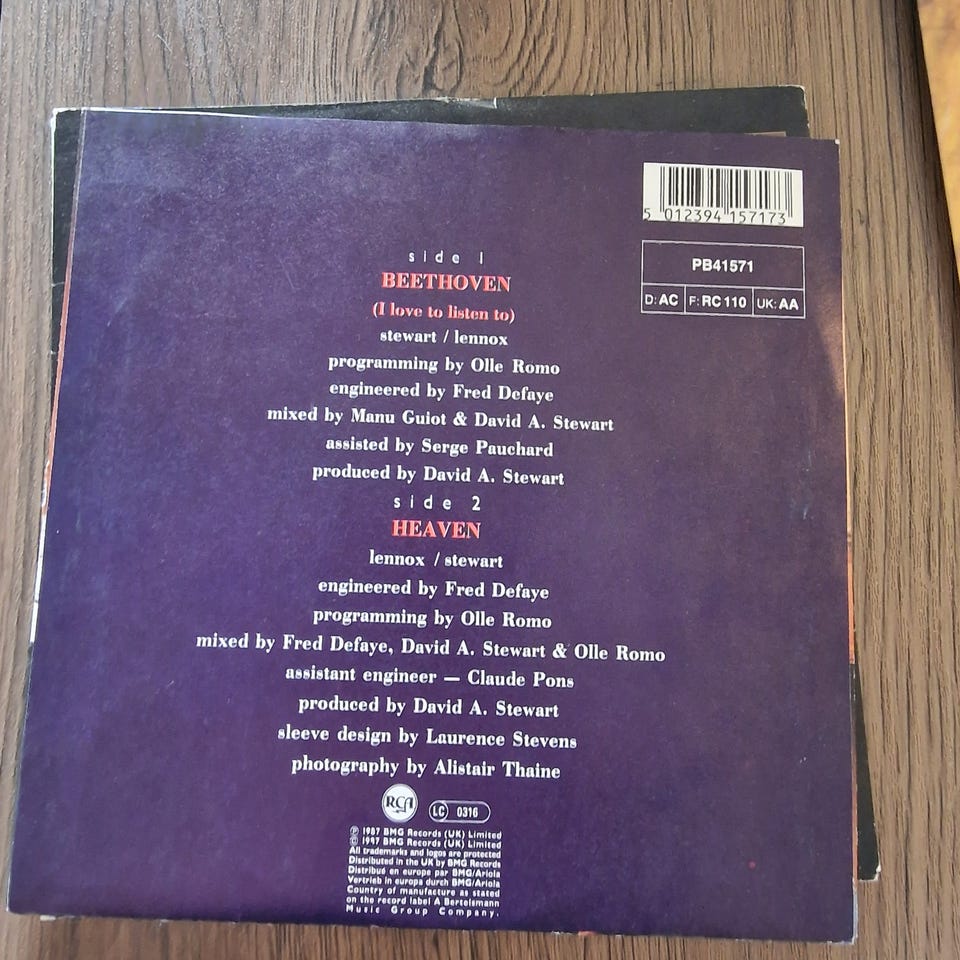 5 012394 157173
PB41571
D: AC F: RC 110 UK: AA
side 1
BEETHOVEN
(I love to listen to)
stewart / lennox
programming by Olle Romo
engineered by Fred Defaye
mixed by Manu Guiot & David A. Stewart
assisted by Serge Pauchard
produced by David A. Stewart
side 2
HEAVEN
lennox / stewart
engineered by Fred Defaye
programming by Olle Romo
mixed by Fred Defaye, David A. Stewart & Olle Romo
assistant engineer — Claude Pons
produced by David A. Stewart
sleeve design by Laurence Stevens
photography by Alistair Thaine
RCA LC 0316
℗ 1987 BMG Records (UK) Limited
© 1987 BMG Records (UK) Limited
All trademarks and logos are protected
Distributed in the UK by BMG Records
Distribué en europe par BMG/Ariola
Vertrieb in europa durch BMG/Ariola
Country of manufacture as stated
on the record label A Bertelsmann
Music Group Company.